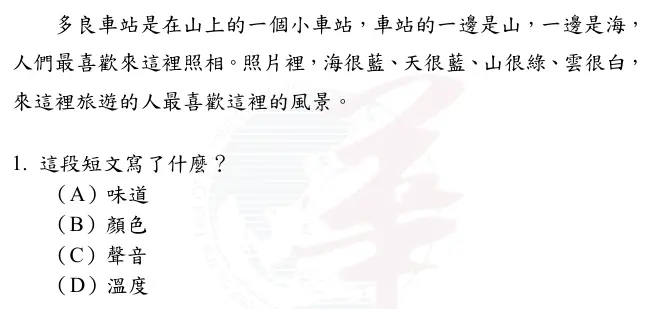 多良車站是在山上的一個小車站，車站的一邊是山，一邊是海，
人們最喜歡來這裡照相。照片裡，海很藍、天很藍、山很綠、雲很白，
來這裡旅遊的人最喜歡這裡的風景。
1. 這段短文寫了什麼？
（A）味道
（B）顏色
（C）聲音
（D）溫度